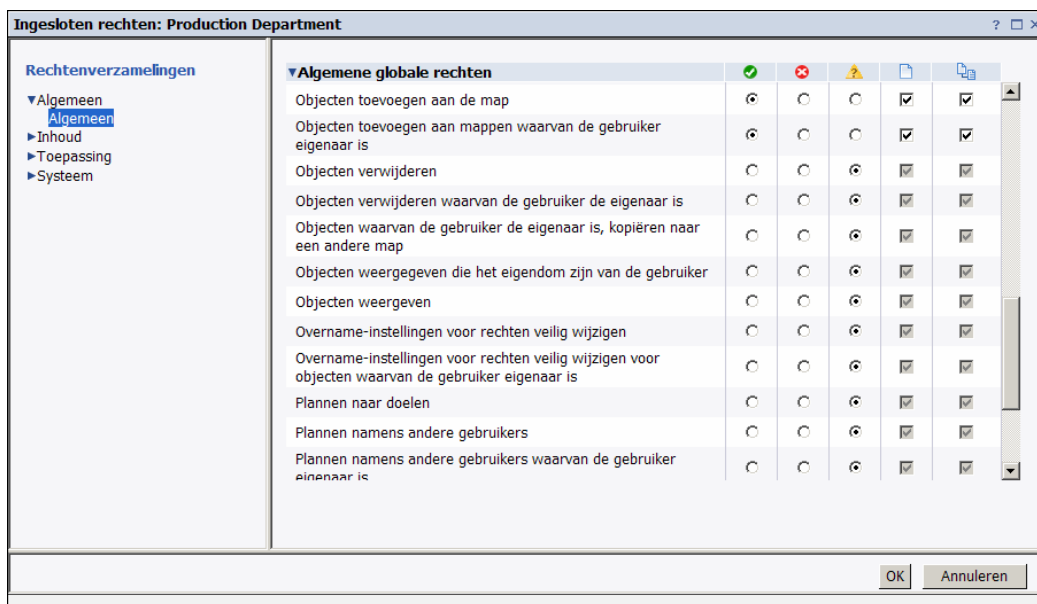 Ingesloten rechten: Production Department
Rechtenverzamelingen
Algemeen
Algemeen
Inhoud
Toepassing
Systeem
Algemene globale rechten
Objecten toevoegen aan de map
Objecten toevoegen aan mappen waarvan de gebruiker
eigenaar is
Objecten verwijderen
Objecten verwijderen waarvan de gebruiker de eigenaar is
Objecten waarvan de gebruiker de eigenaar is, kopiëren naar
een andere map
Objecten weergegeven die het eigendom zijn van de gebruiker
Objecten weergeven
Overname-instellingen voor rechten veilig wijzigen
Overname-instellingen voor rechten veilig wijzigen voor
objecten waarvan de gebruiker eigenaar is
Plannen naar doelen
Plannen namens andere gebruikers
Plannen namens andere gebruikers waarvan de gebruiker
eigenaar is
OK
Annuleren